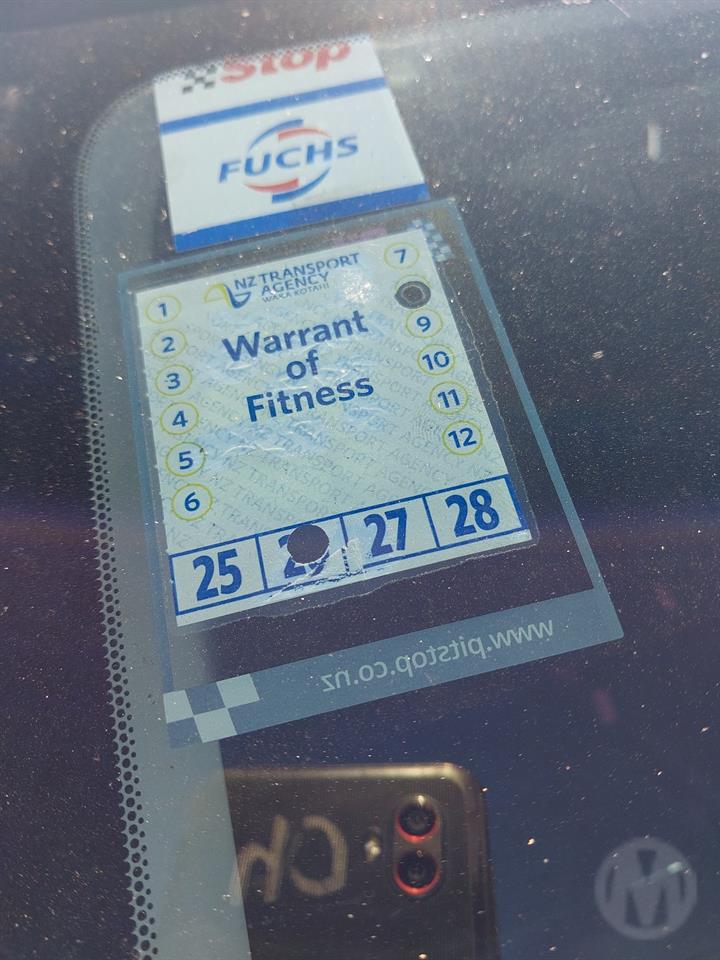 Stop
FUCHS
NZ TRANSPORT
AGENCY
WAKA KOTAHI
Warrant
of
Fitness
1
2
3
4
5
6
7
9
10
11
12
25
27
28
www.pitstop.co.nz
Ch